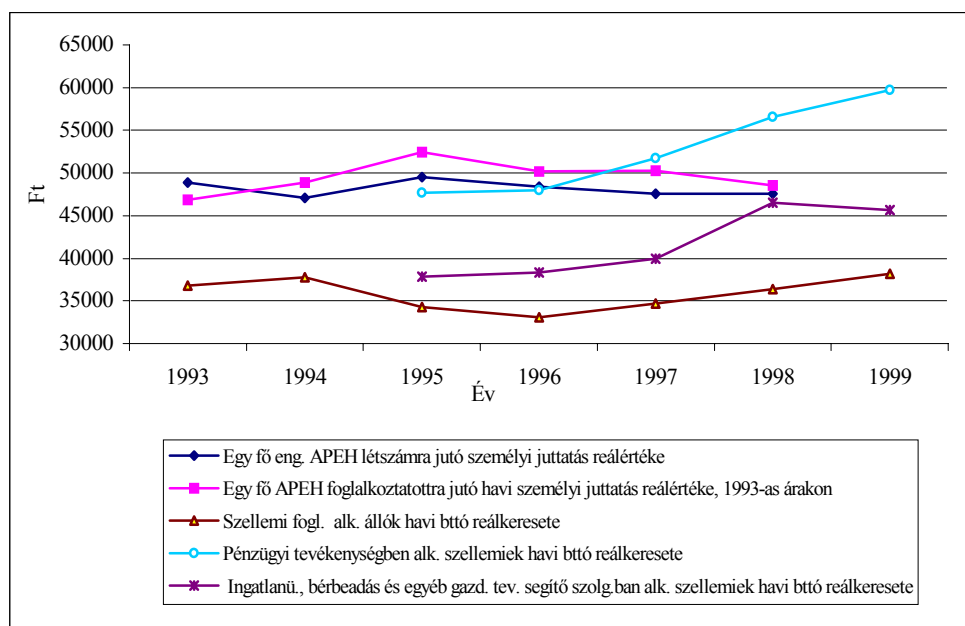 65000
60000
55000
50000
45000
40000
35000
30000
Ft
1993 1994 1995 1996 1997 1998 1999
Év
Egy fő eng. APEH létszámra jutó személyi juttatás reálértéke
Egy fő APEH foglalkoztatottra jutó havi személyi juttatás reálértéke, 1993-as árakon
Szellemi fogl. alk. állók havi bttó reálkeresete
Pénzügyi tevékenységben alk. szellemiek havi bttó reálkeresete
Ingatlanü., bérbeadás és egyéb gazd. tev. segítő szolg.ban alk. szellemiek havi bttó reálkeresete